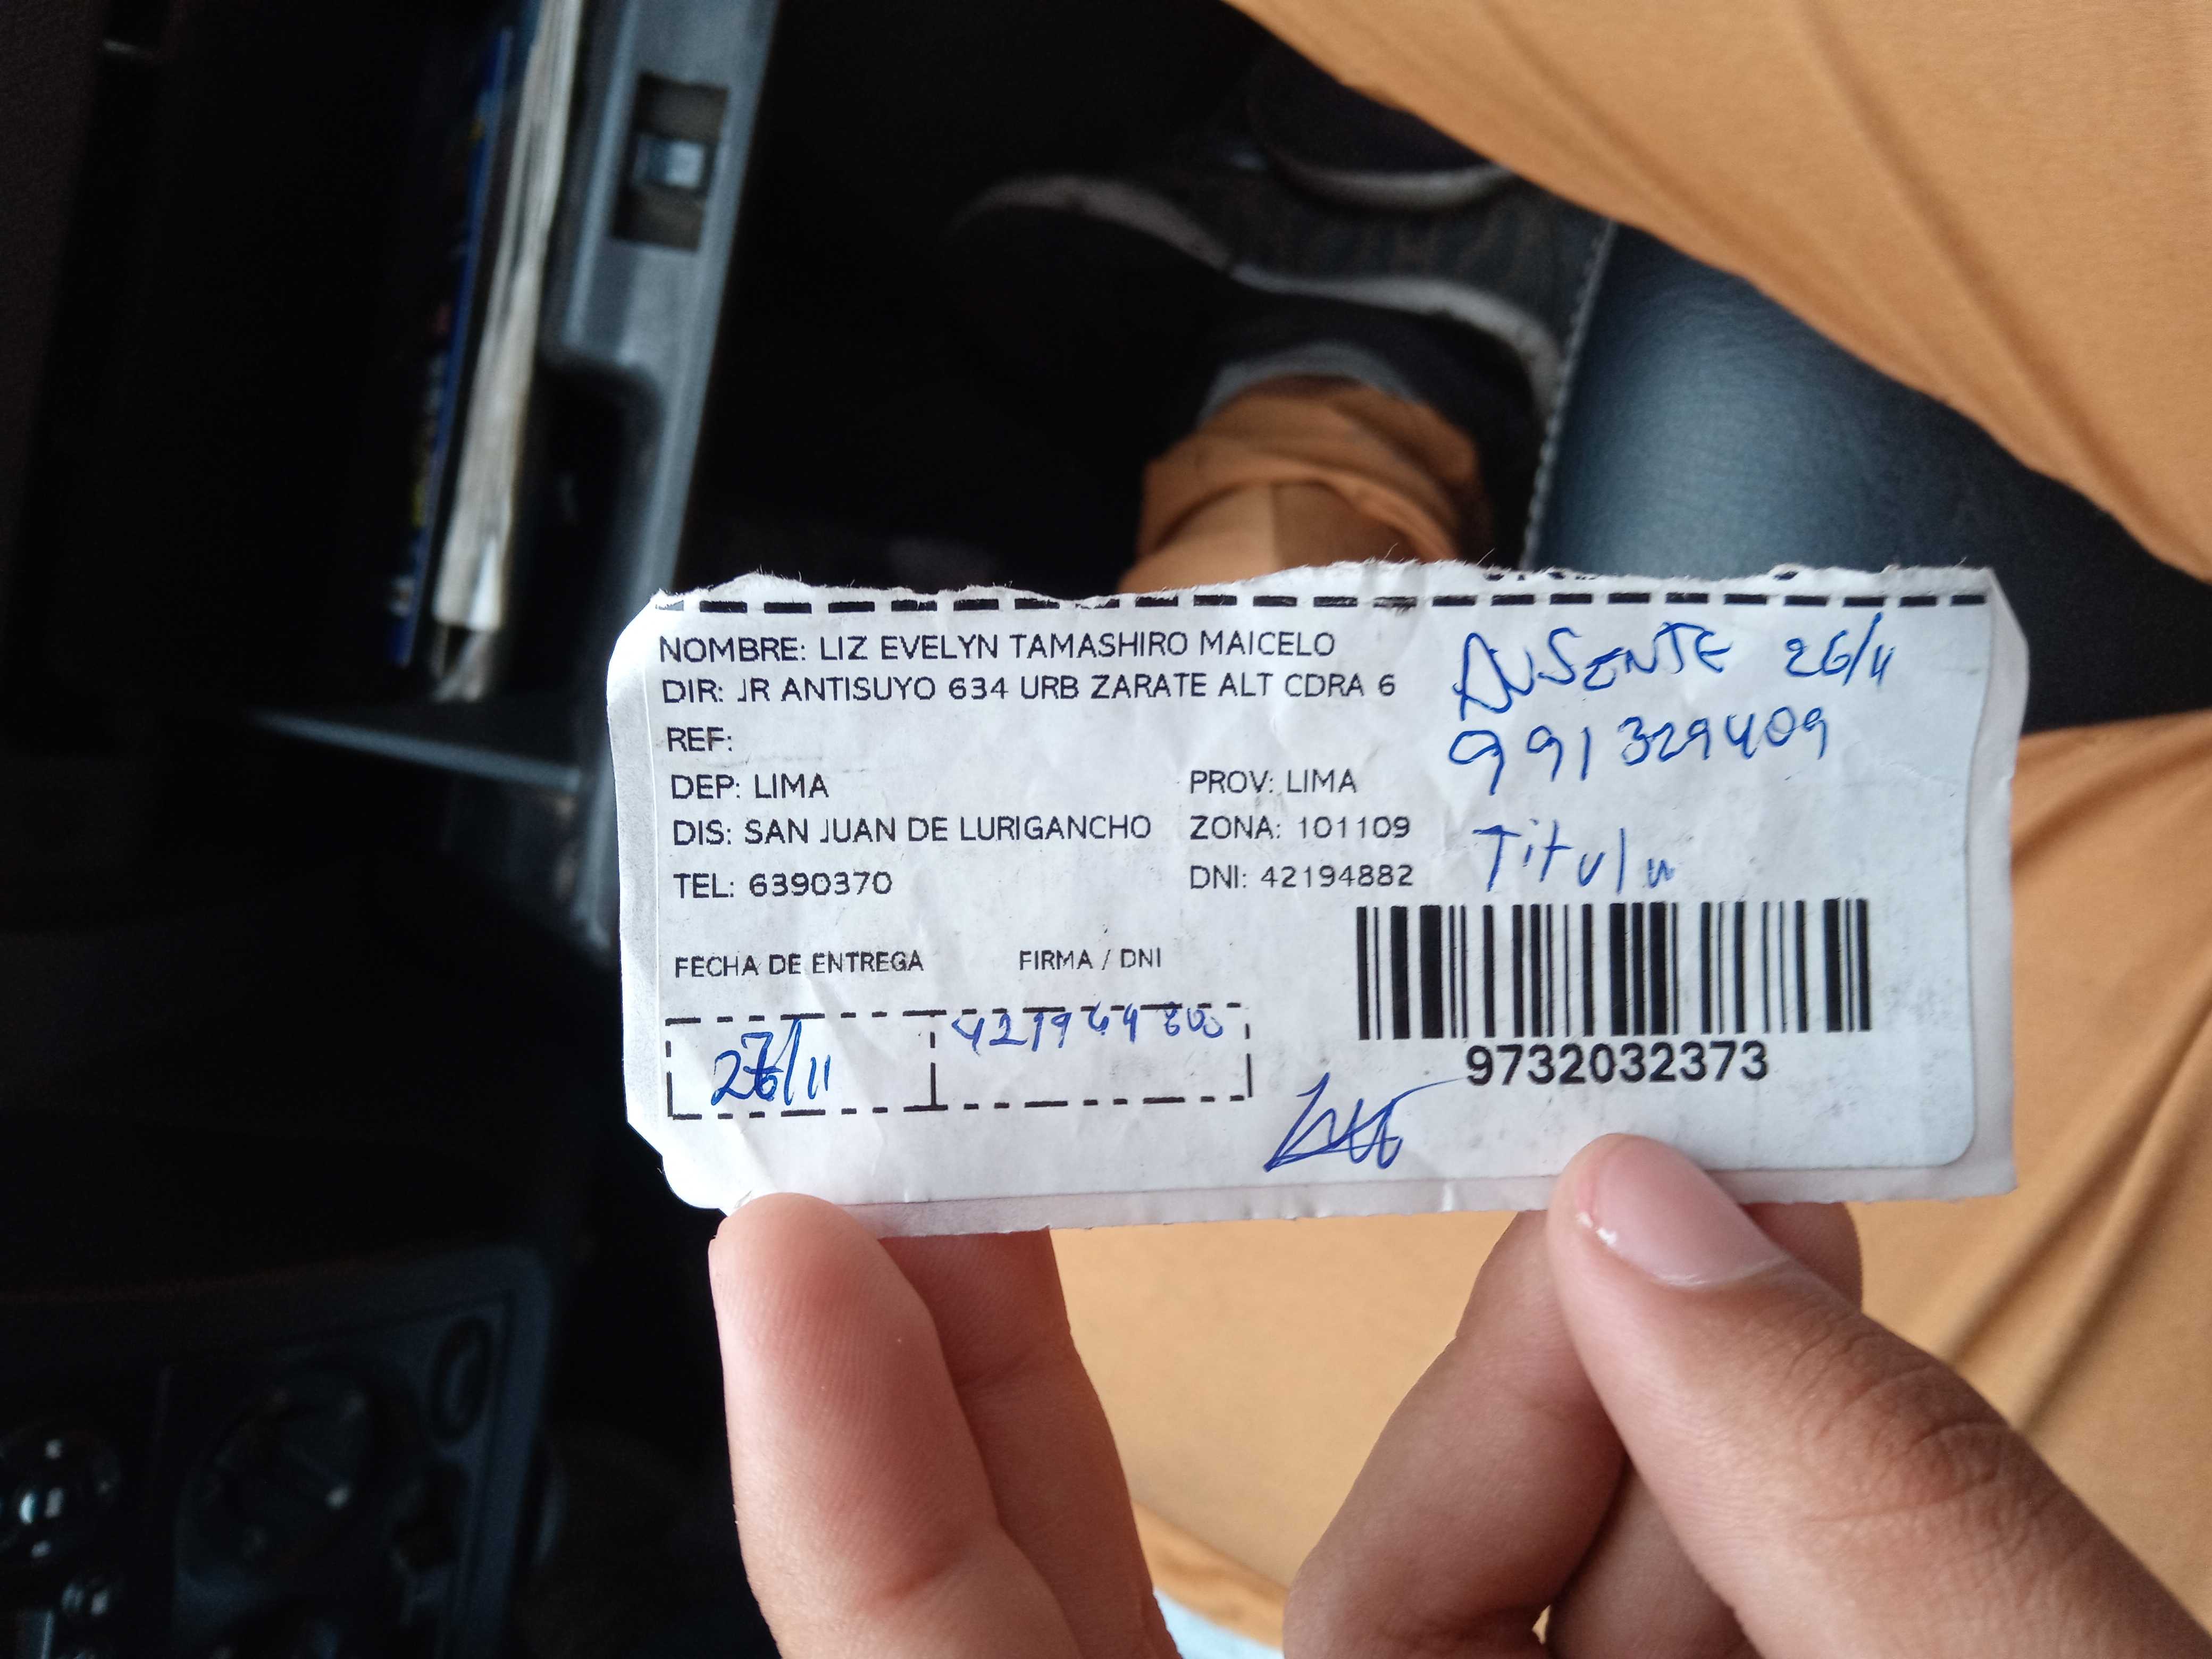 NOMBRE: LIZ EVELYN TAMASHIRO MAICELO
DIR: JR ANTISUYO 634 URB ZARATE ALT CDRA 6
REF:
DEP: LIMA PROV: LIMA
DIS: SAN JUAN DE LURIGANCHO ZONA: 101109
TEL: 6390370 DNI: 42194882
AUSENTE 26/11
991329409
FECHA DE ENTREGA FIRMA / DNI
9732032373